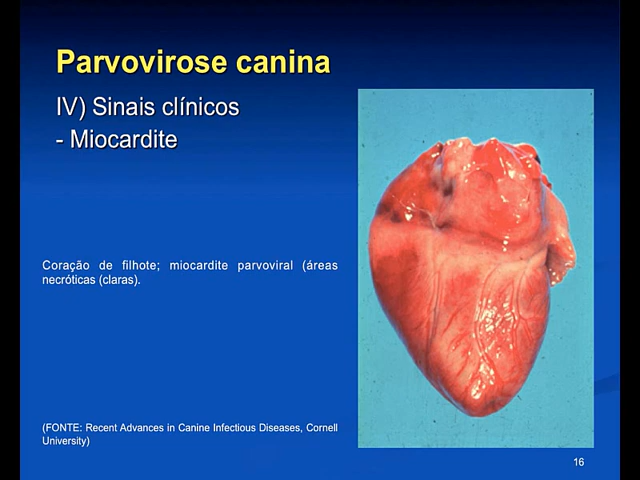 Parvovirose canina
IV) Sinais clínicos
- Miocardite
Coração de filhote; miocardite parvoviral (áreas
necróticas (claras).
(FONTE: Recent Advances in Canine Infectious Diseases, Cornell
University)
16